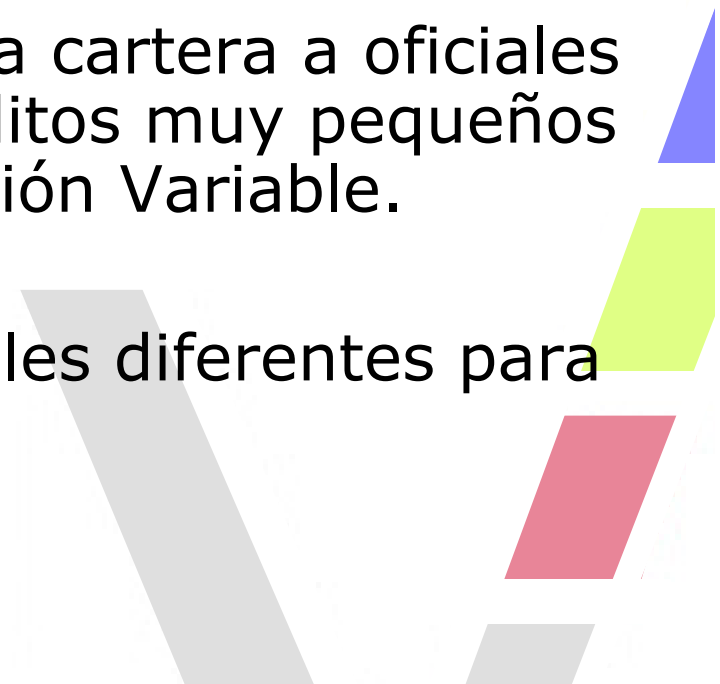 a cartera a oficiales
litos muy pequeños
ión Variable.
les diferentes para